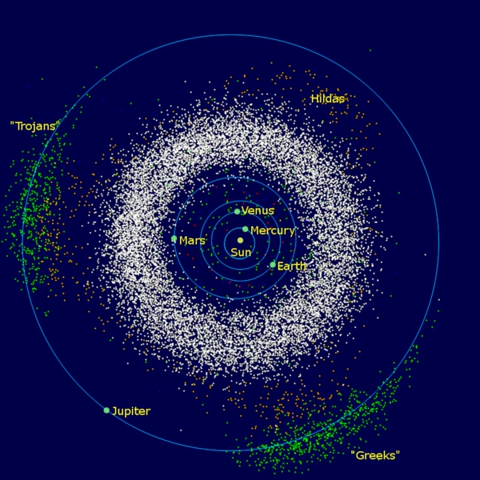 Hildas
"Trojans"
Venus
Mercury
Mars
Sun
Earth
Jupiter
"Greeks"